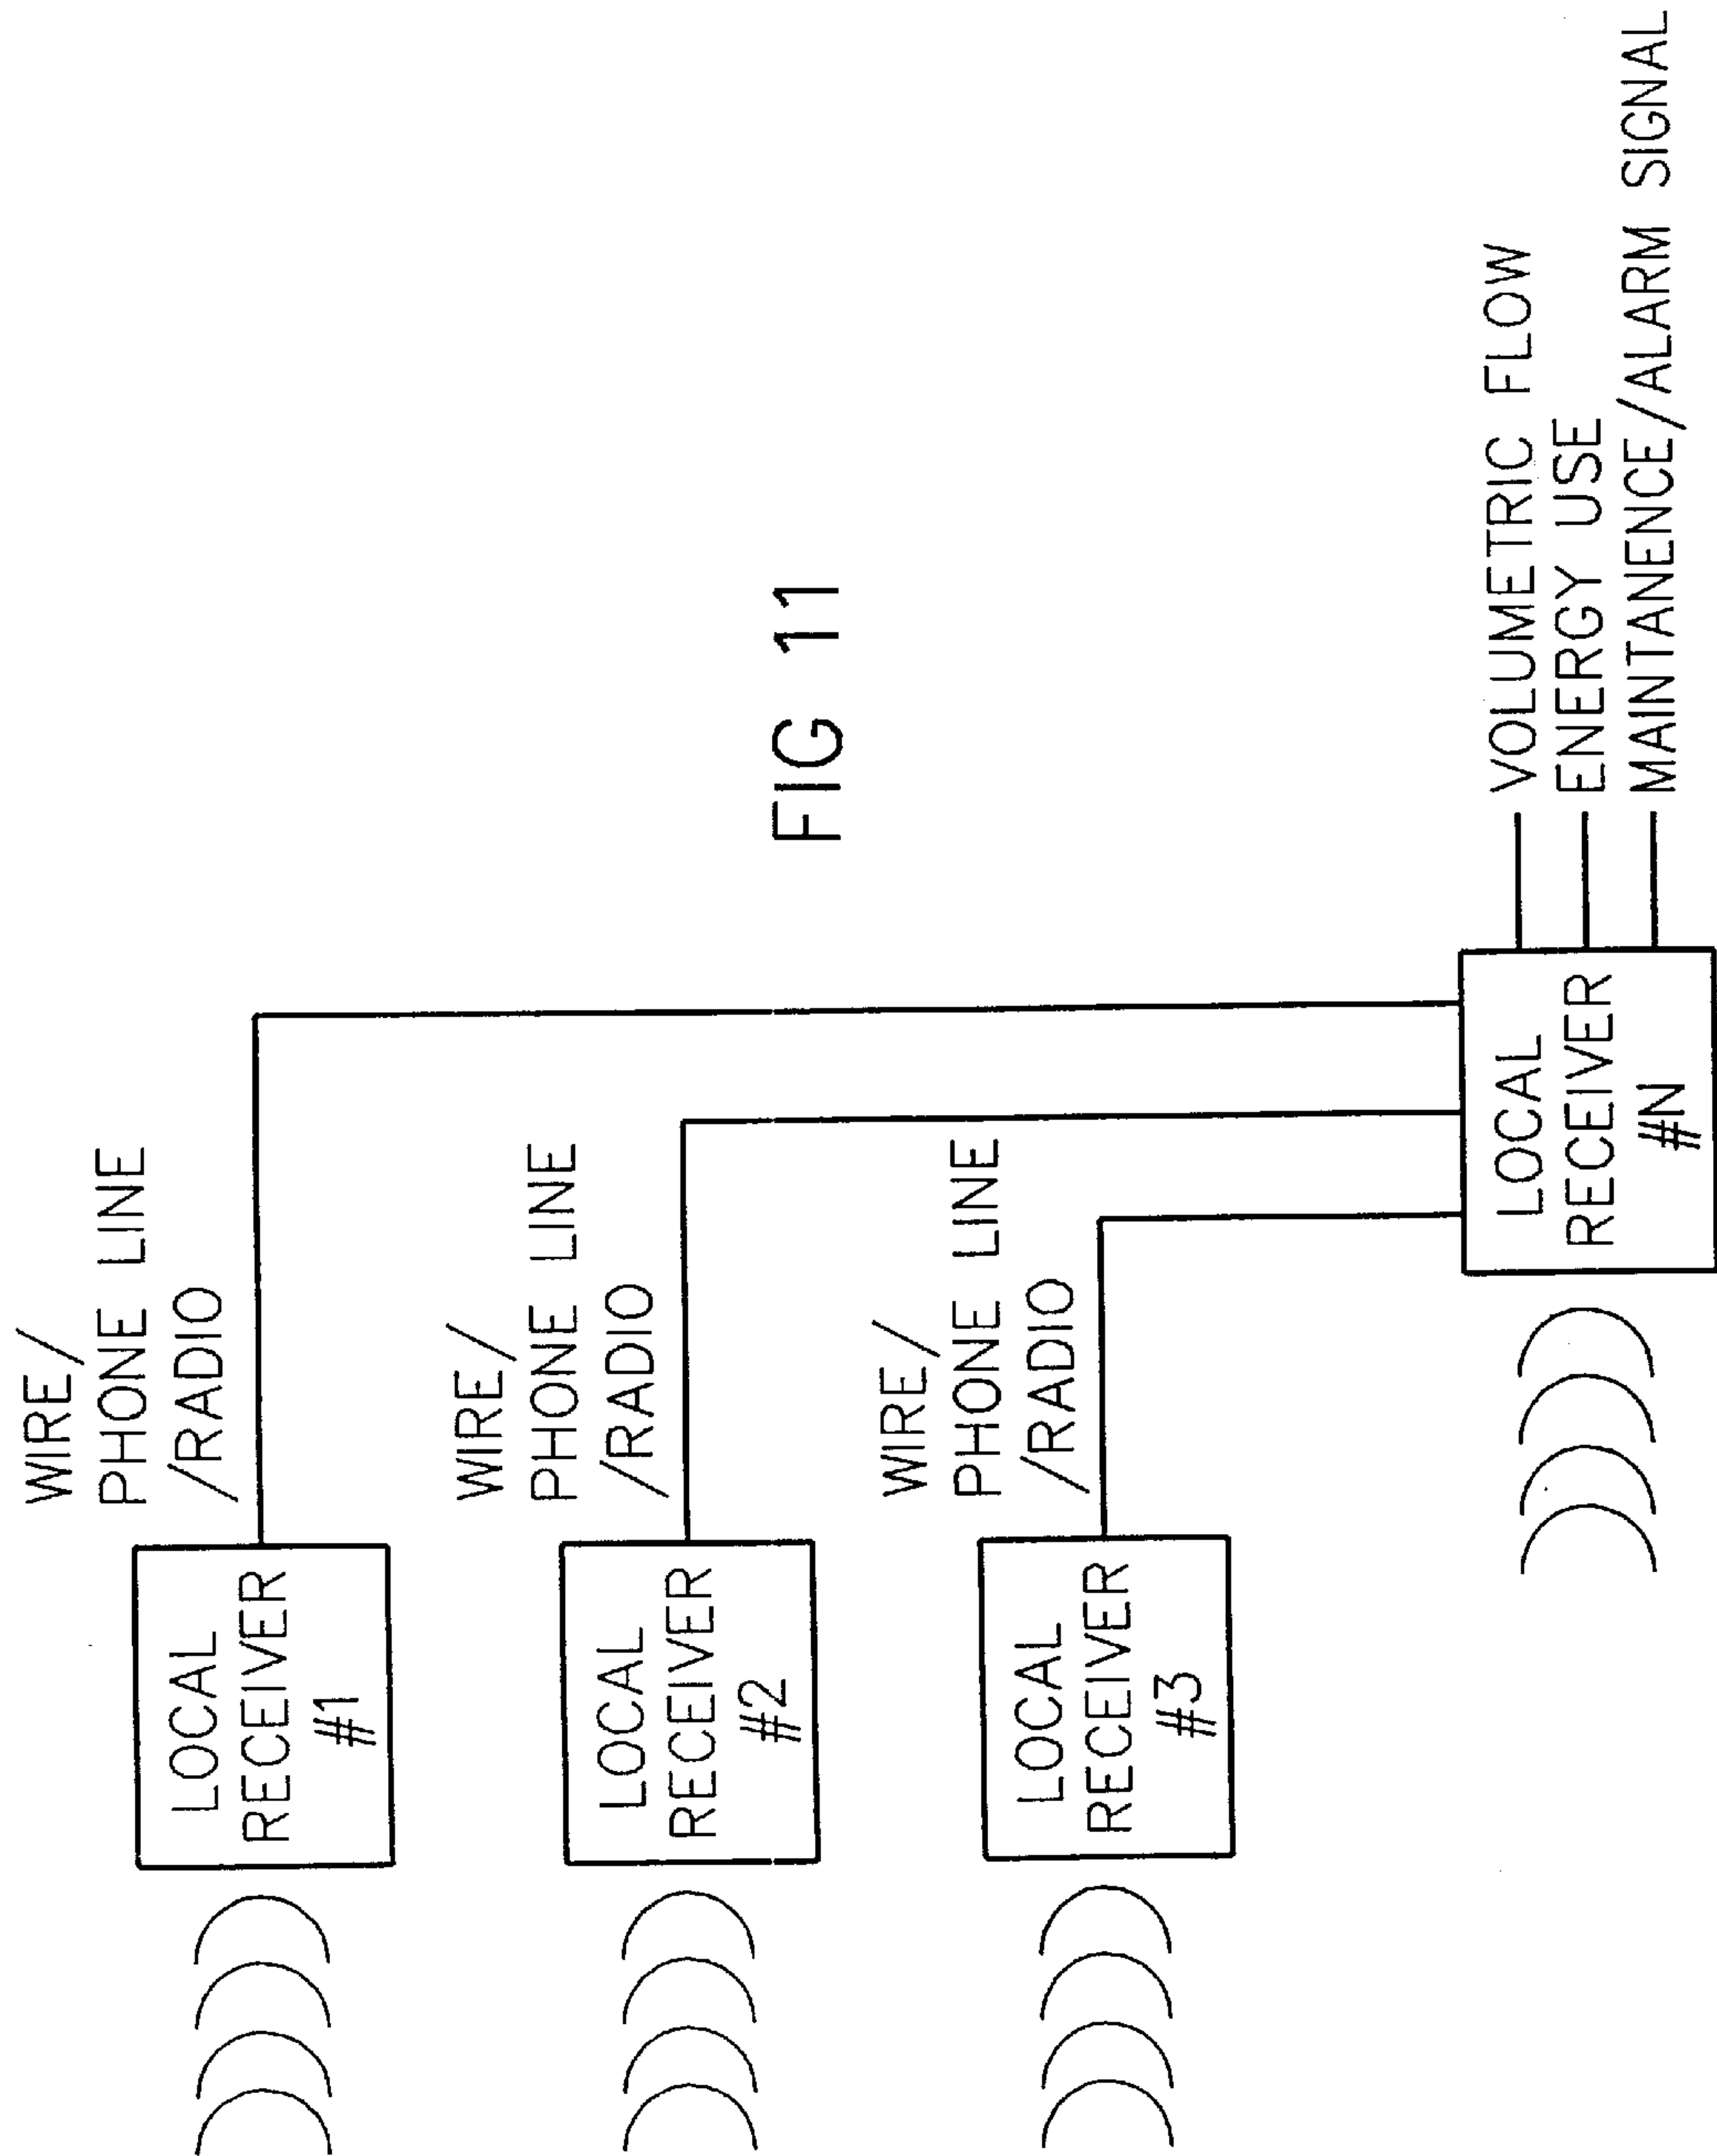 WIRE/
PHONE LINE
/RADIO
LOCAL
RECEIVER
#1
WIRE/
PHONE LINE
/RADIO
LOCAL
RECEIVER
#2
WIRE/
PHONE LINE
/RADIO
LOCAL
RECEIVER
#3
FIG 11
LOCAL
RECEIVER
#N
VOLUMETRIC FLOW
ENERGY USE
MAINTANENCE/ALARM SIGNAL